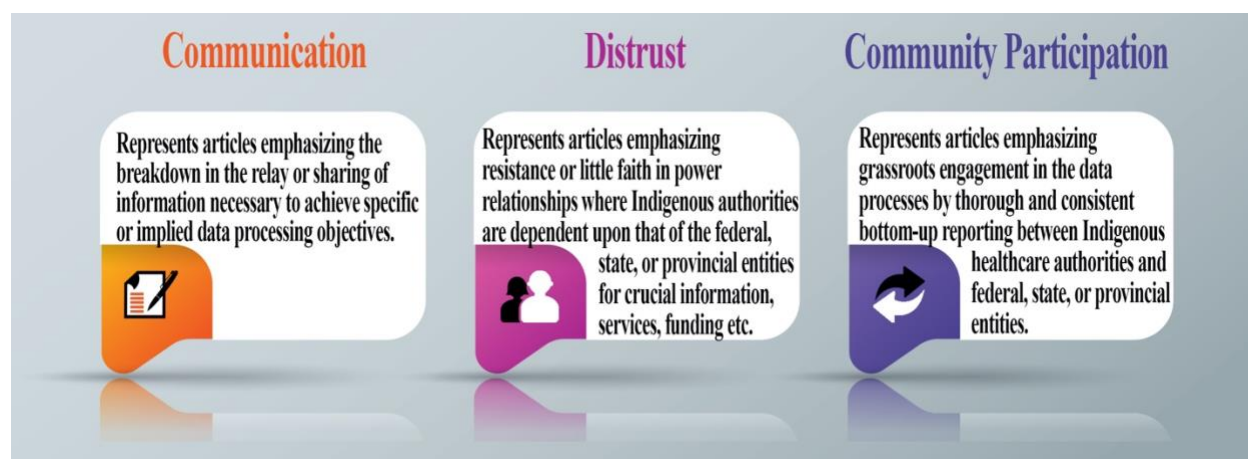 Communication
Represents articles emphasizing the
breakdown in the relay or sharing of
information necessary to achieve specific
or implied data processing objectives.
Distrust
Represents articles emphasizing
resistance or little faith in power
relationships where Indigenous authorities
are dependent upon that of the federal,
state, or provincial entities
for crucial information,
services, funding etc.
Community Participation
Represents articles emphasizing
grassroots engagement in the data
processes by thorough and consistent
bottom-up reporting between Indigenous
healthcare authorities and
federal, state, or provincial
entities.